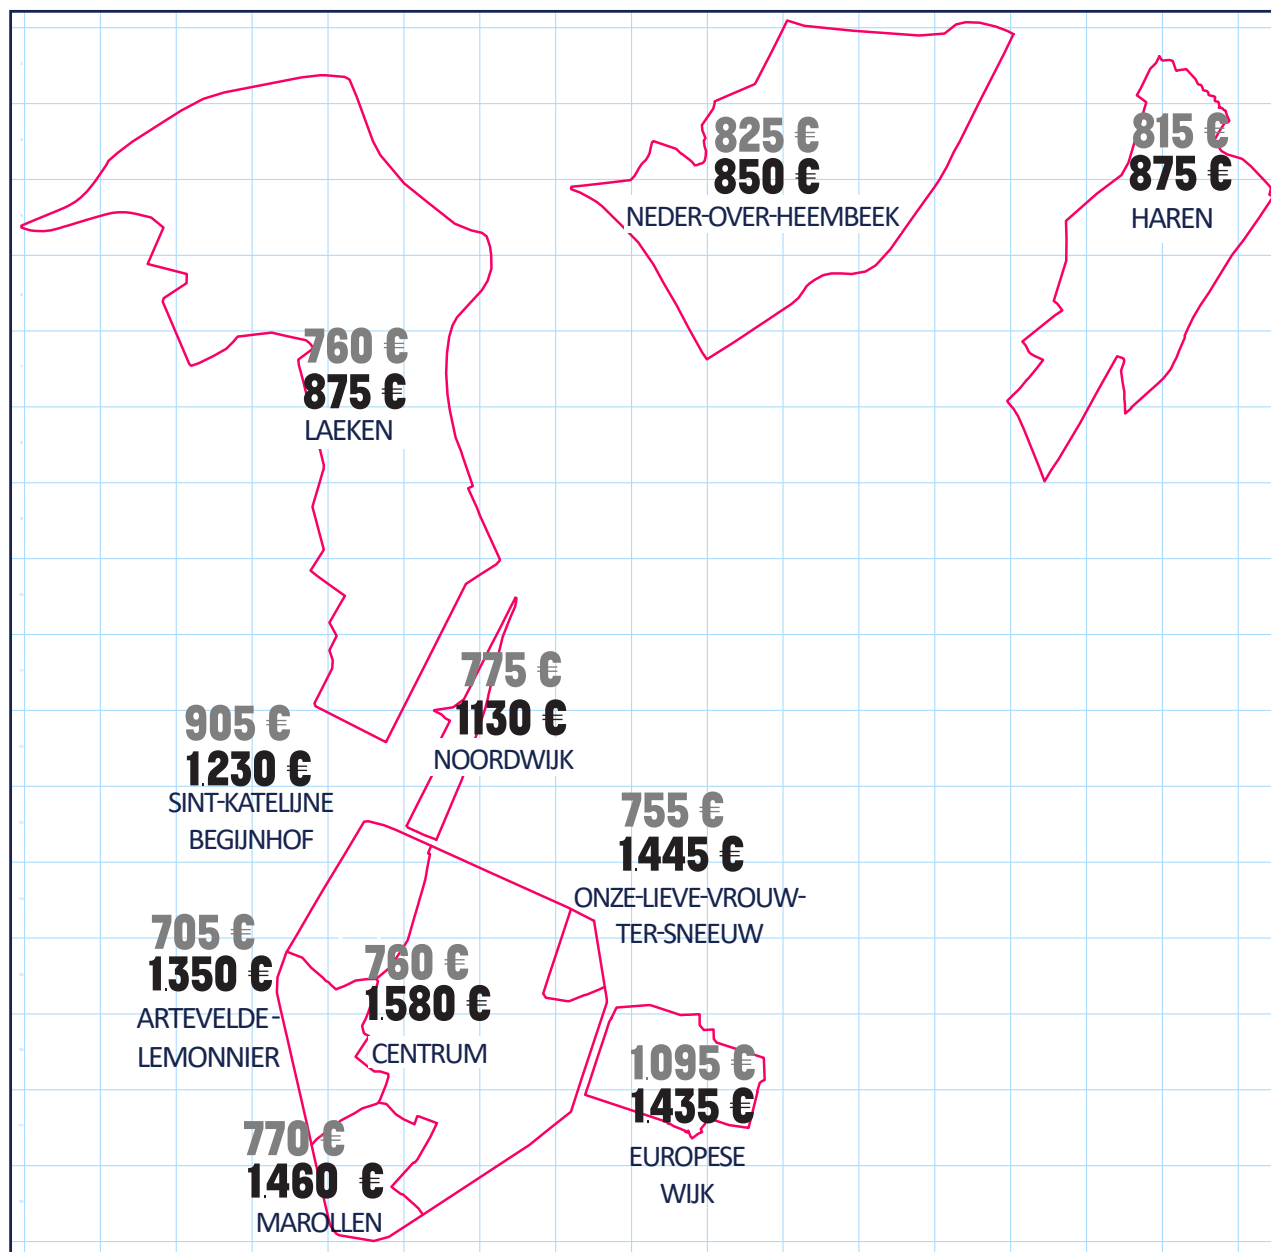 825 €
850 €
NEDER-OVER-HEEMBEEK
815 €
875 €
HAREN
760 €
875 €
LAEKEN
775 €
1130 €
NOORDWIJK
905 €
1.230 €
SINT-KATELIJNE
BEGIJNHOF
755 €
1.445 €
ONZE-LIEVE-VROUW-
TER-SNEEUW
705 €
1.350 €
ARTEVELDE-
LEMONNIER
760 €
1.580 €
CENTRUM
1.095 €
1.435 €
EUROPESE
WIJK
770 €
1.460 €
MAROLLEN